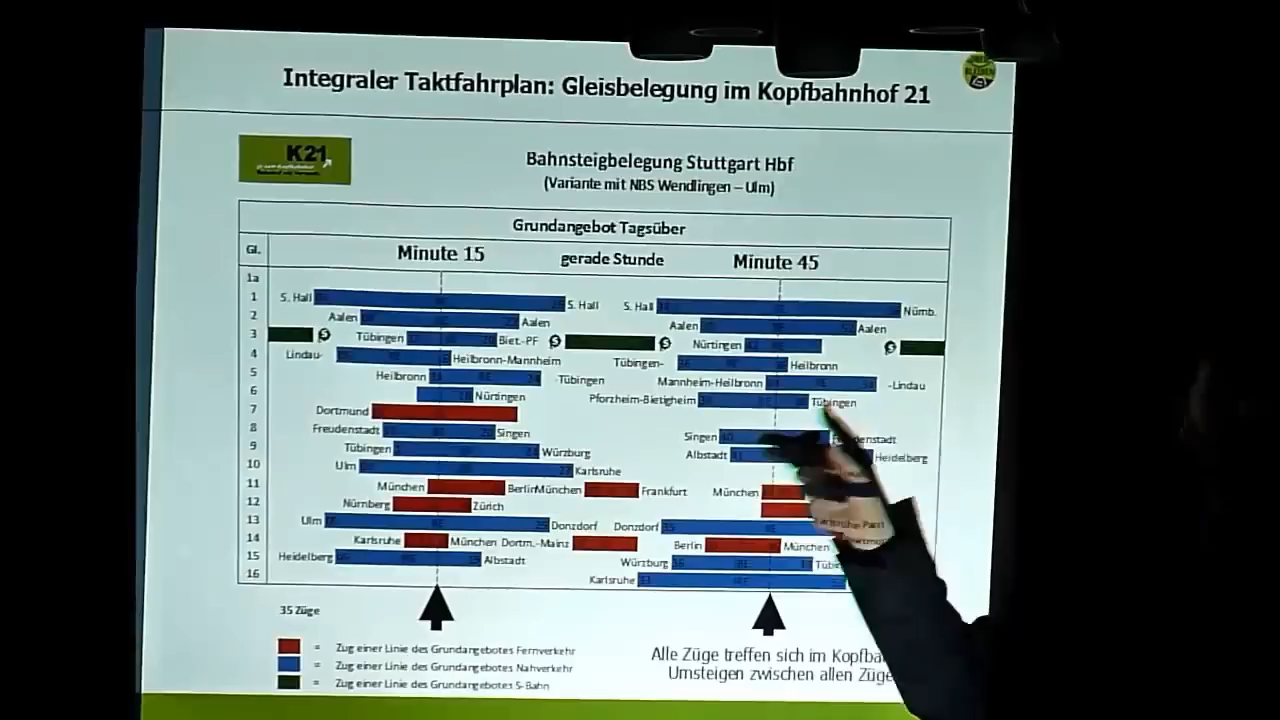 Integraler Taktfahrplan: Gleisbelegung im Kopfbahnhof 21
K21
Bahnsteigbelegung Stuttgart Hbf
(Variante mit NBS Wendlingen – Ulm)
Grundangebot Tagsüber
Gl. Minute 15 gerade Stunde Minute 45
1a
1 S. Hall S. Hall S. Hall Nümb.
2 Aalen Aalen Aalen Aalen
3 S Tübingen Biet.-PF S S Nürtingen S
4 Lindau- Heilbronn-Mannheim Tübingen- Heilbronn
5 Heilbronn -Tübingen Mannheim-Heilbronn -Lindau
6 Nürtingen Pforzheim-Bietigheim Tübingen
7 Dortmund
8 Freudenstadt Singen Singen
9 Tübingen Würzburg Albstadt Heidelberg
10 Ulm Karlsruhe
11 München Berlin München Frankfurt München
12 Nürnberg Zürich
13 Ulm Donzdorf Donzdorf
14 Karlsruhe München Dortm.-Mainz Berlin München
15 Heidelberg Albstadt Würzburg
16 Karlsruhe
35 Züge
= Zug einer Linie des Grundangebotes Fernverkehr
= Zug einer Linie des Grundangebotes Nahverkehr
= Zug einer Linie des Grundangebotes S-Bahn
Alle Züge treffen sich im
Umsteigen zwischen allen